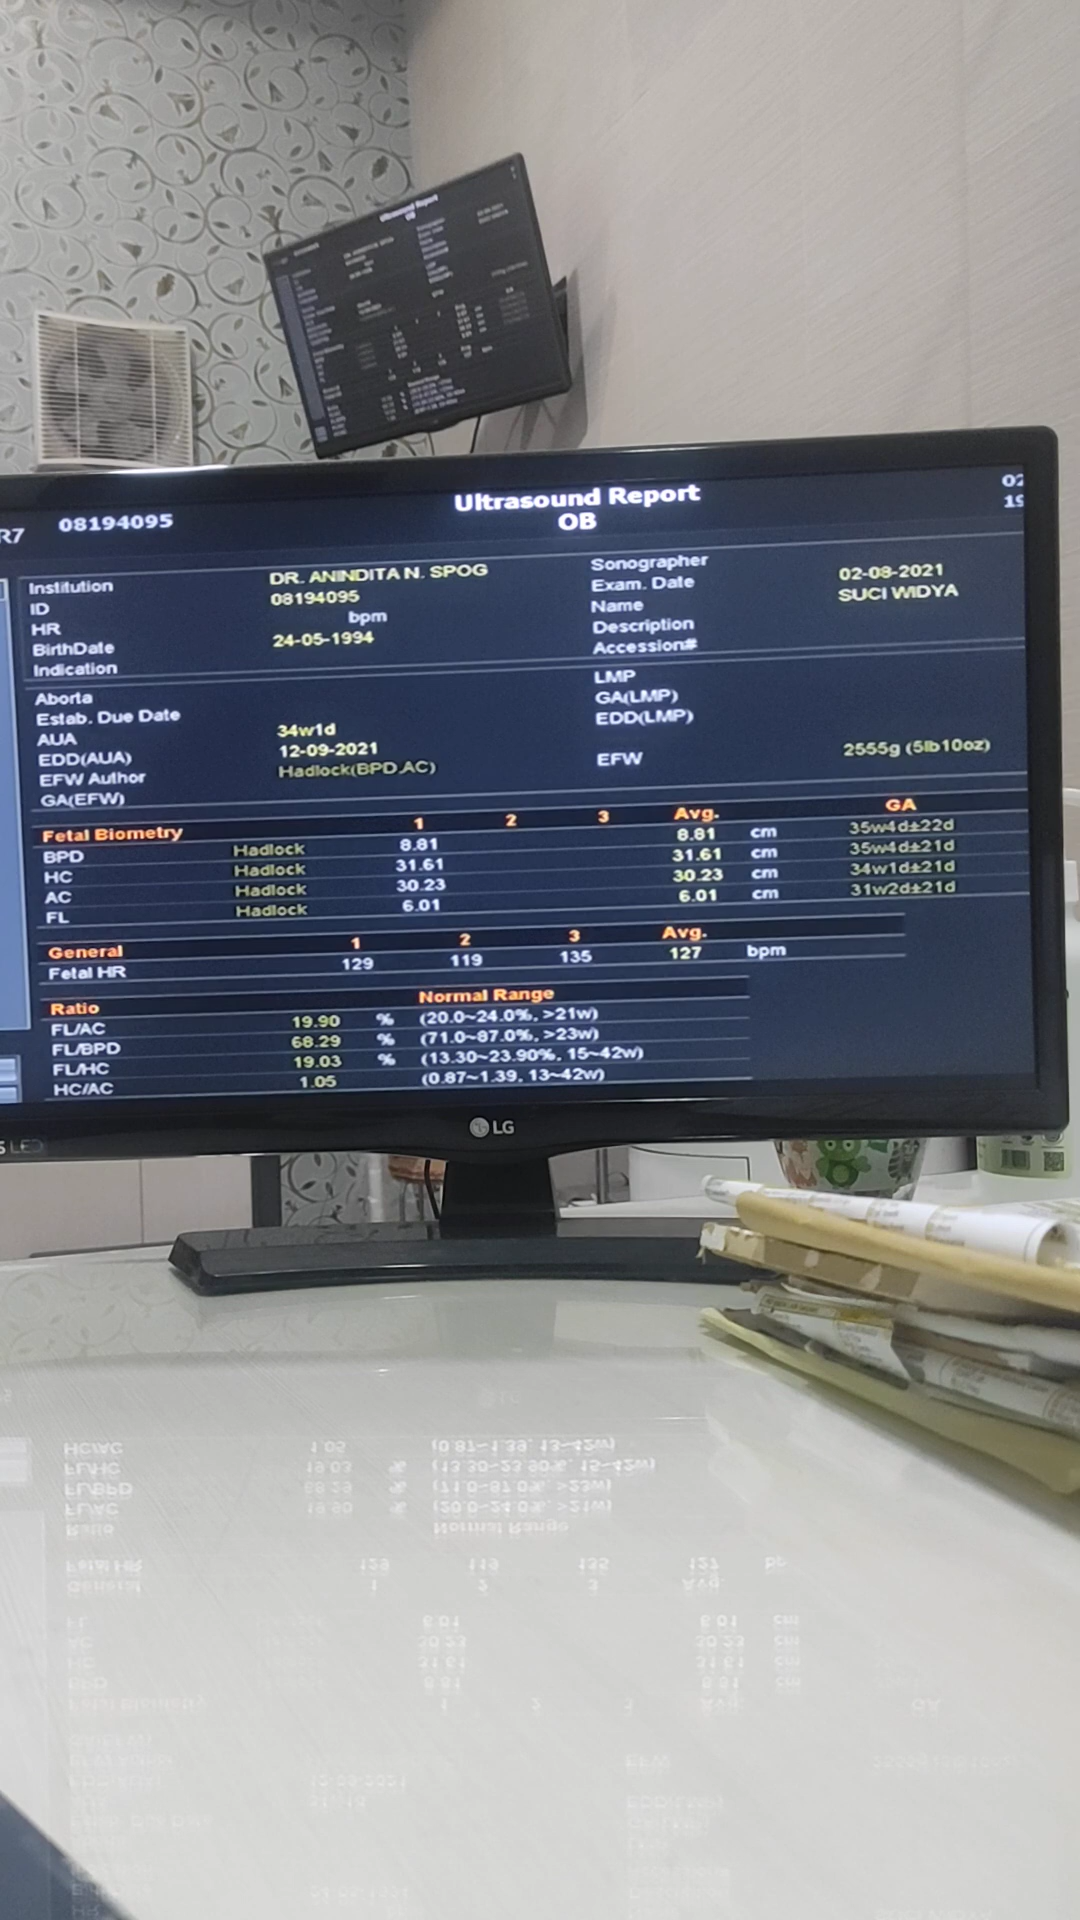 Ultrasound Report
OB
R7 08194095
02
19
Institution DR. ANINDITA N. SPOG Sonographer
ID 08194095 Exam. Date 02-08-2021
HR bpm Name SUCI WIDYA
BirthDate 24-05-1994 Description
Indication Accession#
Aborta LMP
Estab. Due Date GA(LMP)
AUA 34w1d EDD(LMP)
EDD(AUA) 12-09-2021
EFW Author Hadlock(BPD,AC) EFW 2555g (5lb10oz)
GA(EFW)
Fetal Biometry 1 2 3 Avg. GA
BPD Hadlock 8.81 8.81 cm 35w4d±22d
HC Hadlock 31.61 31.61 cm 35w4d±21d
AC Hadlock 30.23 30.23 cm 34w1d±21d
FL Hadlock 6.01 6.01 cm 31w2d±21d
General 1 2 3 Avg.
Fetal HR 129 119 135 127 bpm
Ratio Normal Range
FL/AC 19.90 % (20.0~24.0%, >21w)
FL/BPD 68.29 % (71.0~87.0%, >23w)
FL/HC 19.03 % (13.30~23.90%, 15~42w)
HC/AC 1.05 (0.87~1.39, 13~42w)
LG